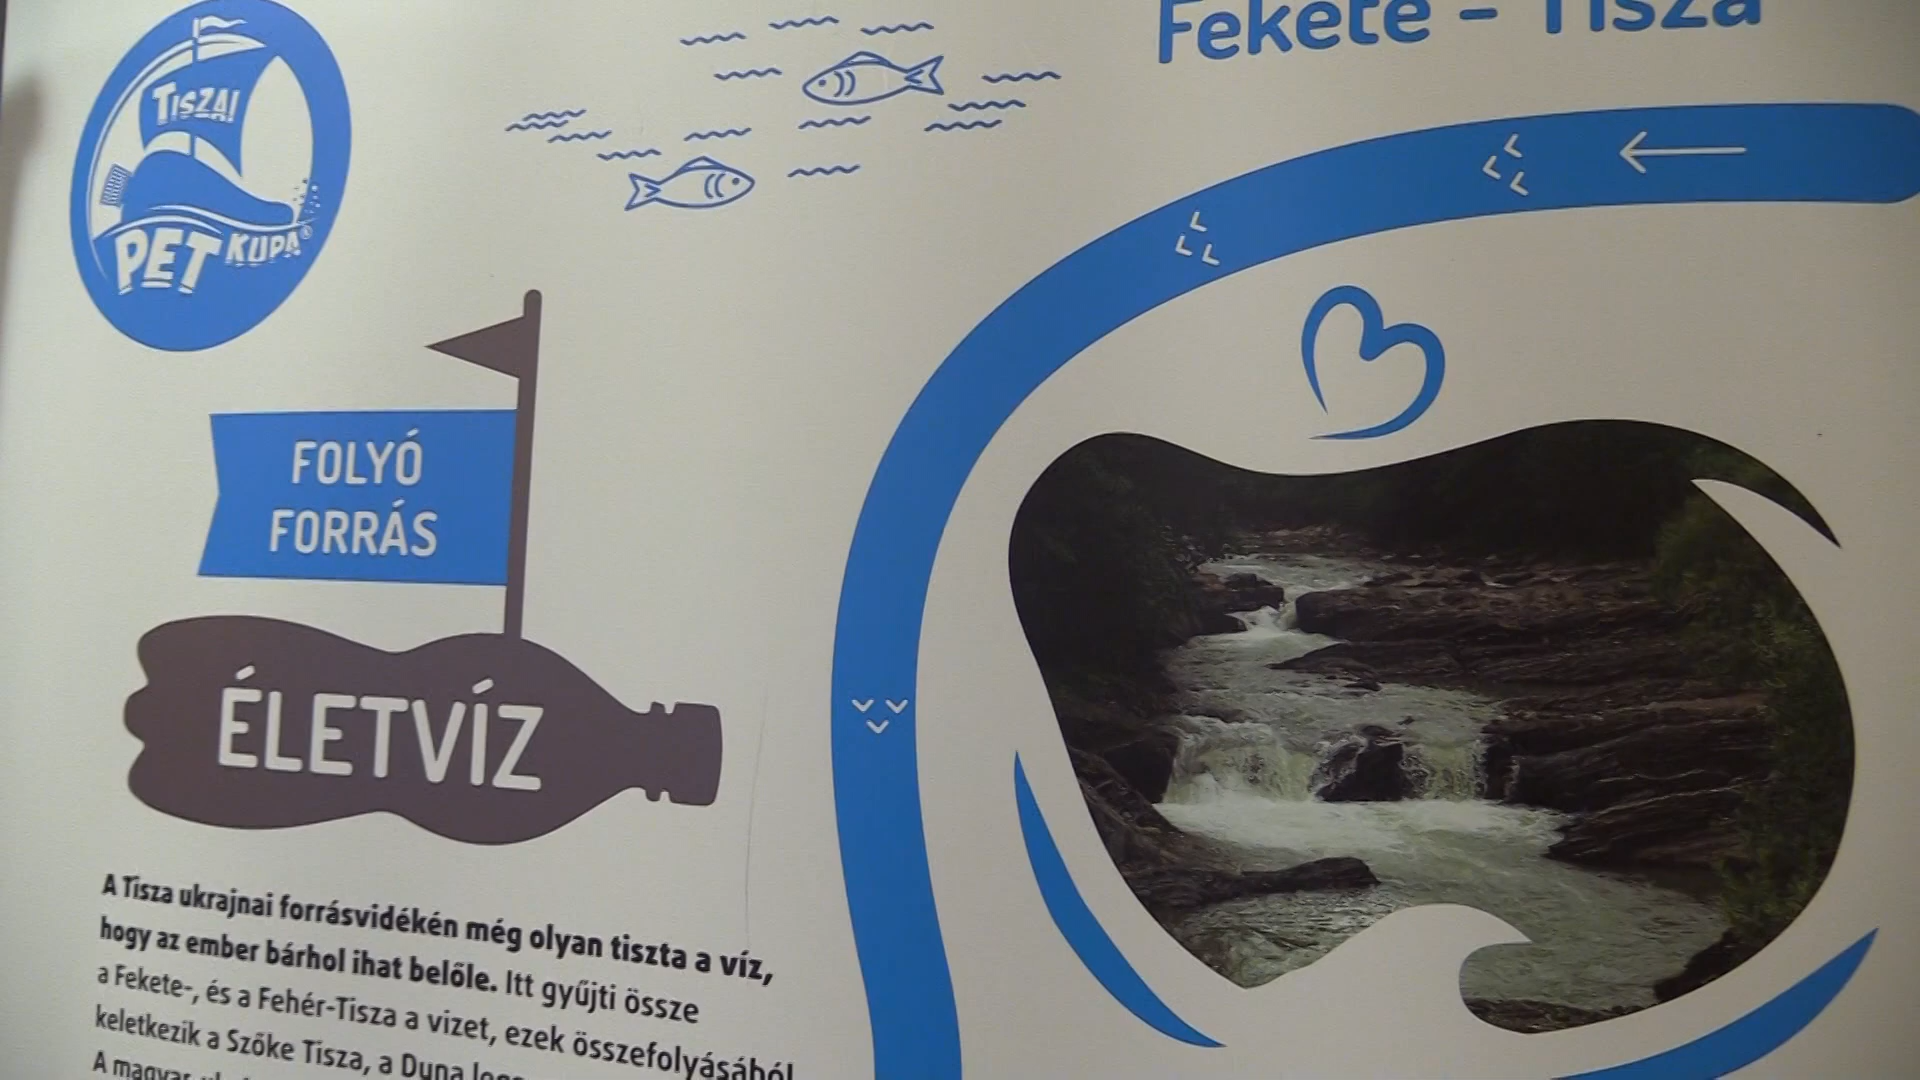 Fekete - Tisza
TISZAI
PET KUPA®
FOLYÓ
FORRÁS
ÉLETVÍZ
A Tisza ukrajnai forrásvidékén még olyan tiszta a víz,
hogy az ember bárhol ihat belőle. Itt gyűjti össze
a Fekete-, és a Fehér-Tisza a vizet, ezek összefolyásából
keletkezik a Szőke Tisza, a Duna
A magyar